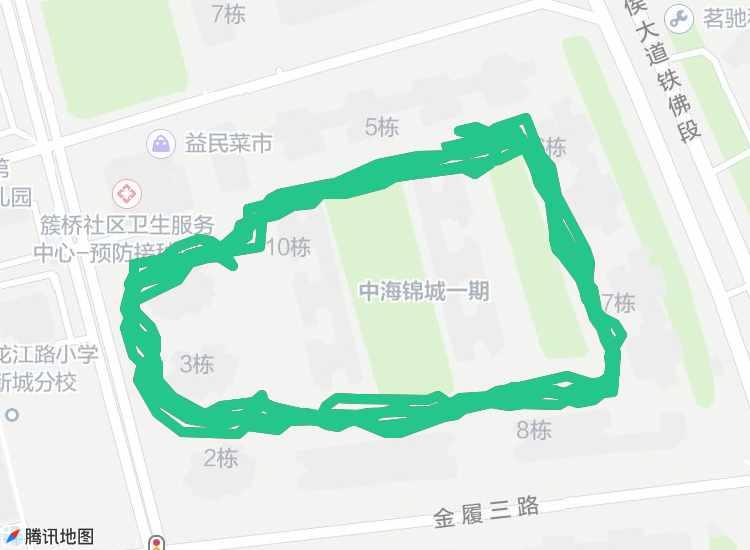 7栋
茗驰
侯大道铁佛段
5栋
益民菜市
6栋
第
儿园
簇桥社区卫生服务
中心-预防接种
10栋
中海锦城一期
7栋
龙江路小学
新城分校
3栋
8栋
2栋
金履三路
腾讯地图